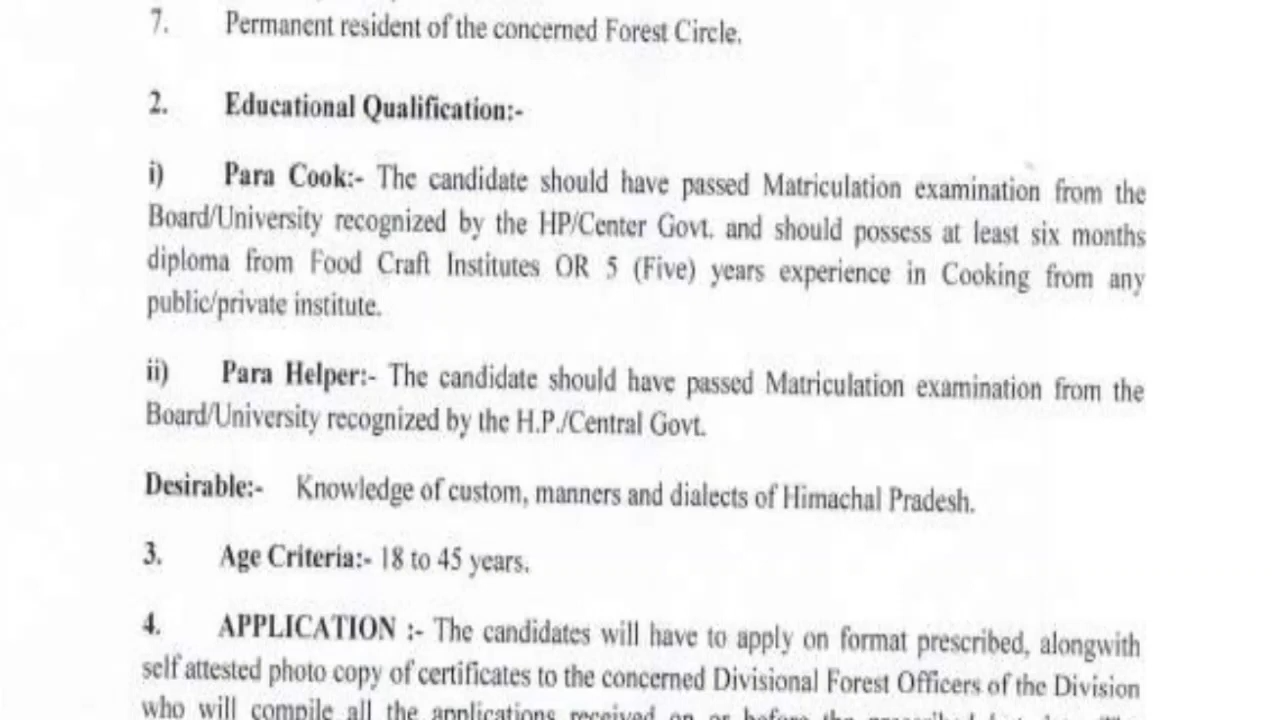 7. Permanent resident of the concerned Forest Circle.
2. Educational Qualification:-
i) Para Cook:- The candidate should have passed Matriculation examination from the
Board/University recognized by the HP/Center Govt. and should possess at least six months
diploma from Food Craft Institutes OR 5 (Five) years experience in Cooking from any
public/private institute.
ii) Para Helper:- The candidate should have passed Matriculation examination from the
Board/University recognized by the H.P./Central Govt.
Desirable:- Knowledge of custom, manners and dialects of Himachal Pradesh.
3. Age Criteria:- 18 to 45 years.
4. APPLICATION :- The candidates will have to apply on format prescribed, alongwith
self attested photo copy of certificates to the concerned Divisional Forest Officers of the Division
who will compile all the applications received on or before the prescribed